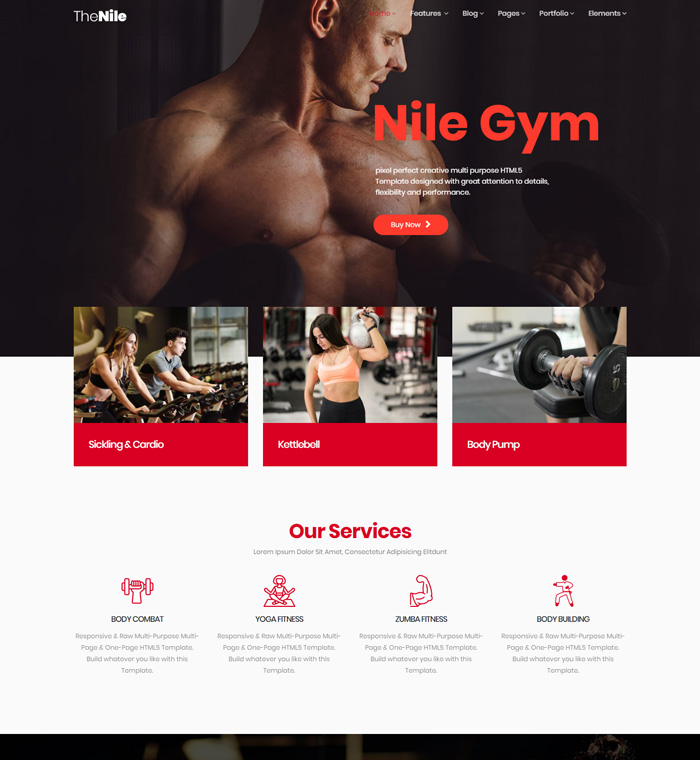 TheNile
Home Features Blog Pages Portfolio Elements
Nile Gym
pixel perfect creative multi purpose HTML5
Template designed with great attention to details,
flexibility and performance.
Buy Now
Sickling & Cardio
Kettlebell
Body Pump
Our Services
Lorem Ipsum Dolor Sit Amet, Consectetur Adipisicing Elitdunt
BODY COMBAT
Responsive & Raw Multi-Purpose Multi-
Page & One-Page HTML5 Template.
Build whatever you like with this
Template.
YOGA FITNESS
Responsive & Raw Multi-Purpose Multi-
Page & One-Page HTML5 Template.
Build whatever you like with this
Template.
ZUMBA FITNESS
Responsive & Raw Multi-Purpose Multi-
Page & One-Page HTML5 Template.
Build whatever you like with this
Template.
BODY BUILDING
Responsive & Raw Multi-Purpose Multi-
Page & One-Page HTML5 Template.
Build whatever you like with this
Template.